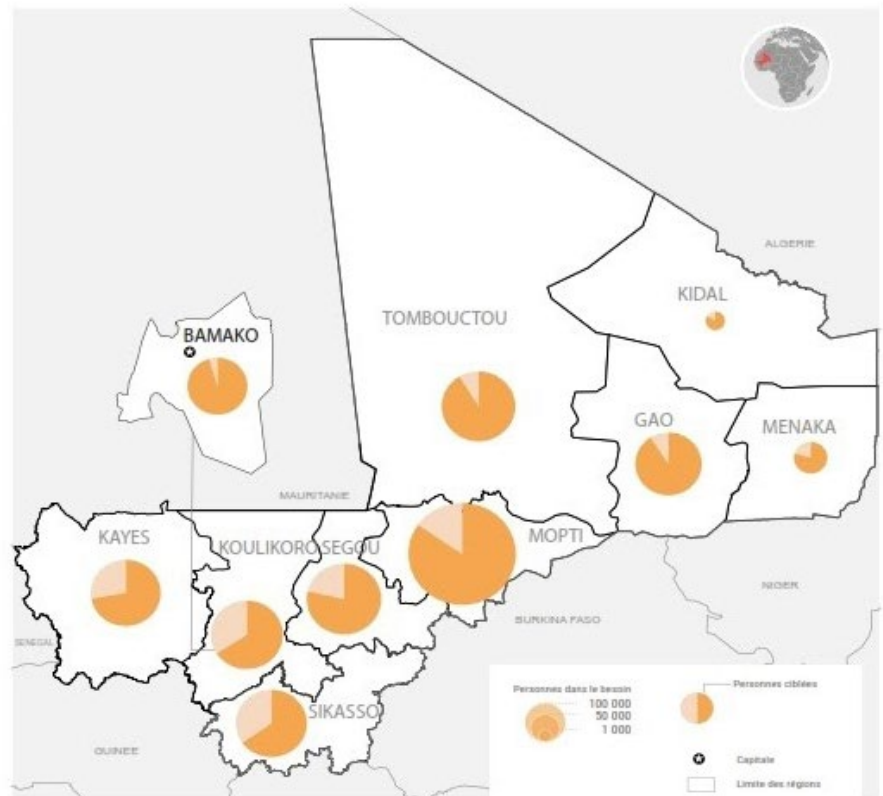 ALGERIE
KIDAL
TOMBOUCTOU
BAMAKO
GAO
MENAKA
MAURITANIE
KAYES
KOULIKORO
SEGOU
MOPTI
NIGER
BURKINA FASO
SENEGAL
SIKASSO
GUINEE
Personnes dans le besoin
100 000
50 000
1 000
Personnes ciblées
Capitale
Limite des régions